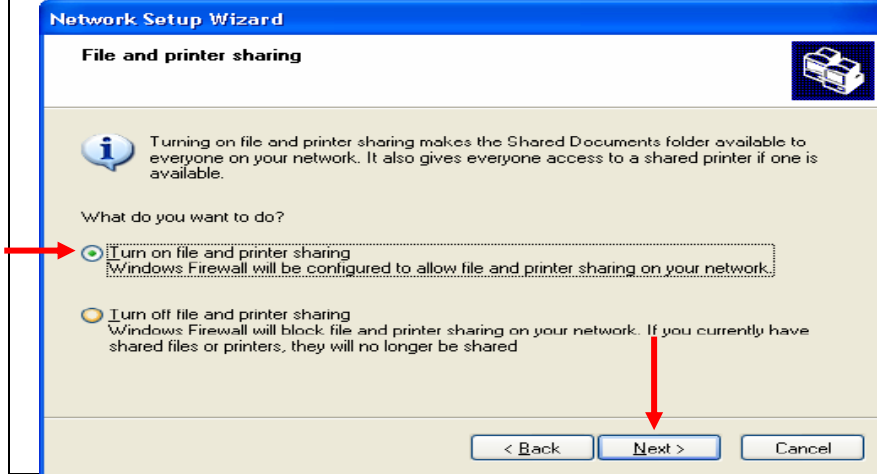 Network Setup Wizard
File and printer sharing
Turning on file and printer sharing makes the Shared Documents folder available to
everyone on your network. It also gives everyone access to a shared printer if one is
available.
What do you want to do?
Turn on file and printer sharing
Windows Firewall will be configured to allow file and printer sharing on your network.
Turn off file and printer sharing
Windows Firewall will block file and printer sharing on your network. If you currently have
shared files or printers, they will no longer be shared
< Back Next > Cancel